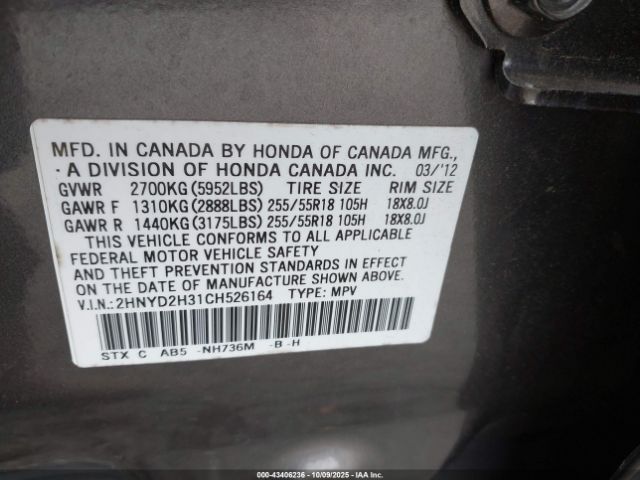 MFD. IN CANADA BY HONDA OF CANADA MFG.,
A DIVISION OF HONDA CANADA INC. 03/'12
GVWR 2700KG (5952LBS) TIRE SIZE RIM SIZE
GAWR F 1310KG (2888LBS) 255/55R18 105H 18X8.0J
GAWR R 1440KG (3175LBS) 255/55R18 105H 18X8.0J
THIS VEHICLE CONFORMS TO ALL APPLICABLE
FEDERAL MOTOR VEHICLE SAFETY
AND THEFT PREVENTION STANDARDS IN EFFECT
ON THE DATE OF MANUFACTURE SHOWN ABOVE.
V.I.N.: 2HNYD2H31CH526164 TYPE: MPV
STX C AB5 -NH736M -B -H
000-43406236 - 10/09/2025 - IAA Inc.